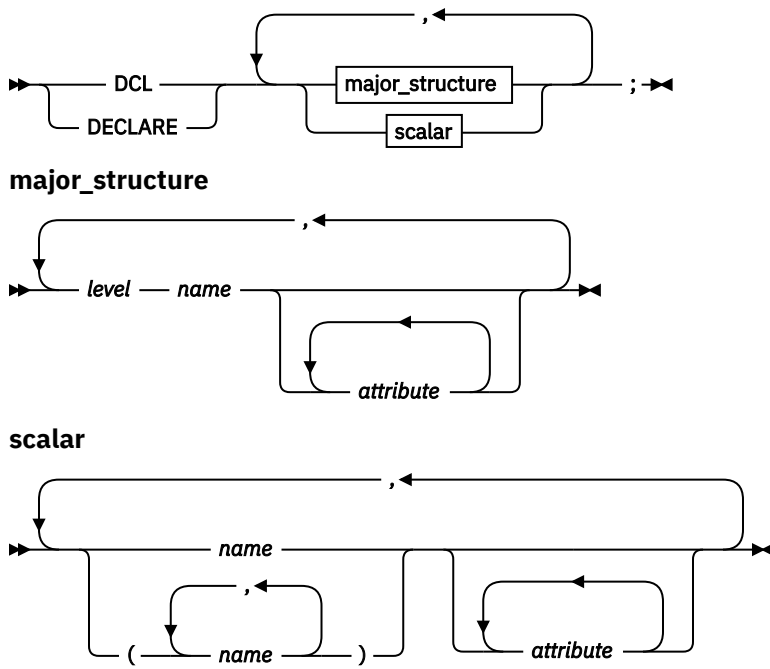 ,
DCL major_structure ;
DECLARE scalar
major_structure
,
level name
attribute
scalar
,
name
,
( name ) attribute